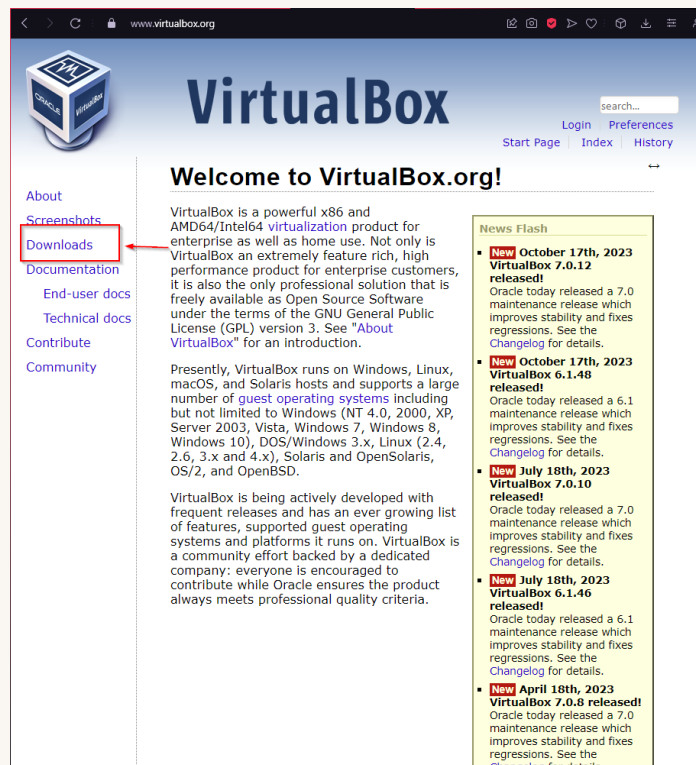 www.virtualbox.org
ORACLE
VirtualBox
VirtualBox
search...
Login Preferences
Start Page Index History
About
Screenshots
Downloads
Documentation
End-user docs
Technical docs
Contribute
Community
Welcome to VirtualBox.org!
VirtualBox is a powerful x86 and
AMD64/Intel64 virtualization product for
enterprise as well as home use. Not only is
VirtualBox an extremely feature rich, high
performance product for enterprise customers,
it is also the only professional solution that is
freely available as Open Source Software
under the terms of the GNU General Public
License (GPL) version 3. See "About
VirtualBox" for an introduction.
Presently, VirtualBox runs on Windows, Linux,
macOS, and Solaris hosts and supports a large
number of guest operating systems including
but not limited to Windows (NT 4.0, 2000, XP,
Server 2003, Vista, Windows 7, Windows 8,
Windows 10), DOS/Windows 3.x, Linux (2.4,
2.6, 3.x and 4.x), Solaris and OpenSolaris,
OS/2, and OpenBSD.
VirtualBox is being actively developed with
frequent releases and has an ever growing list
of features, supported guest operating
systems and platforms it runs on. VirtualBox is
a community effort backed by a dedicated
company: everyone is encouraged to
contribute while Oracle ensures the product
always meets professional quality criteria.
News Flash
New October 17th, 2023
VirtualBox 7.0.12
released!
Oracle today released a 7.0
maintenance release which
improves stability and fixes
regressions. See the
Changelog for details.
New October 17th, 2023
VirtualBox 6.1.48
released!
Oracle today released a 6.1
maintenance release which
improves stability and fixes
regressions. See the
Changelog for details.
New July 18th, 2023
VirtualBox 7.0.10
released!
Oracle today released a 7.0
maintenance release which
improves stability and fixes
regressions. See the
Changelog for details.
New July 18th, 2023
VirtualBox 6.1.46
released!
Oracle today released a 6.1
maintenance release which
improves stability and fixes
regressions. See the
Changelog for details.
New April 18th, 2023
VirtualBox 7.0.8 released!
Oracle today released a 7.0
maintenance release which
improves stability and fixes
regressions. See the
Changelog for details.